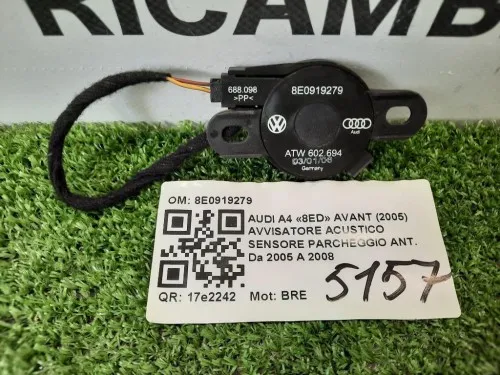 RICAMB
688.098
>PP<
8E0919279
Audi
ATW 602.694
03/01/06
Germany
OM: 8E0919279
AUDI A4 «8ED» AVANT (2005)
AVVISATORE ACUSTICO
SENSORE PARCHEGGIO ANT.
Da 2005 A 2008
5157
QR: 17e2242 Mot: BRE